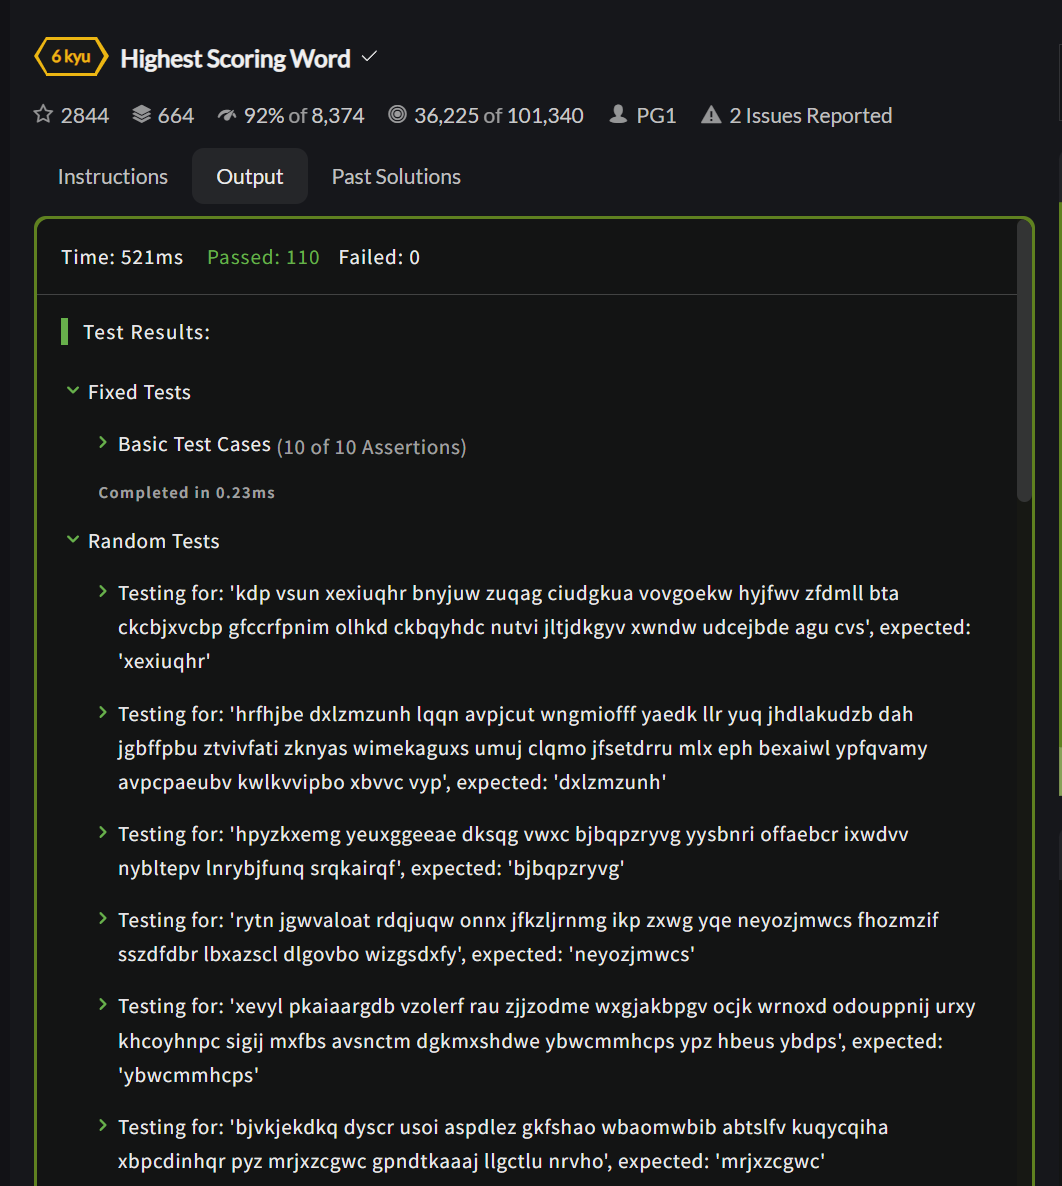 6 kyu Highest Scoring Word
2844 664 92% of 8,374 36,225 of 101,340 PG1 2 Issues Reported
Instructions Output Past Solutions
Time: 521ms Passed: 110 Failed: 0
Test Results:
Fixed Tests
Basic Test Cases (10 of 10 Assertions)
Completed in 0.23ms
Random Tests
Testing for: 'kdp vsun xexiuqhr bnyjuw zuqag ciudgkua vovgoekw hyjfwv zfdmll bta
ckcbjxvcbp gfccrfpnim olhkd ckbqyhdc nutvi jltjdkgyv xwndw udcejbde agu cvs', expected:
'xexiuqhr'
Testing for: 'hrfhjbe dxlzmzunh lqqn avpjcut wngmiofff yaedk llr yuq jhdlakudzb dah
jgbffpbu ztvivfati zknyas wimekaguxs umuj clqmo jfsetdrru mlx eph bexaiwl ypfqvamy
avpcpaeubv kwlkvvipbo xbvvc vyp', expected: 'dxlzmzunh'
Testing for: 'hpyzkxemg yeuxggeeae dksqg vwxc bjbqpzryvg yysbnri offaebcr ixwdvv
nybltepv lnrybjfunq srqkairqf', expected: 'bjbqpzryvg'
Testing for: 'rytn jgwvaloat rdqjuqw onnx jfkzljrnmg ikp zxwg yqe neyozjmwcs fhozmzif
sszdfdbr lbxazscl dlgovbo wizgsdxfy', expected: 'neyozjmwcs'
Testing for: 'xevyl pkaiaargdb vzolerf rau zjjzodme wxgjakbpgv ocjk wrnoxd odouppnij urxy
khcoyhnpc sigij mxfbs avsnctm dgkmxshdwe ybwcmmhcps ypz hbeus ybdps', expected:
'ybwcmmhcps'
Testing for: 'bjvkjekdkq dyscr usoi aspdlez gkfshao wbaomwbib abtslfv kuqycqiha
xbpcdinhqr pyz mrjxzcgwc gpndtkaaaj llgctlu nrvho', expected: 'mrjxzcgwc'